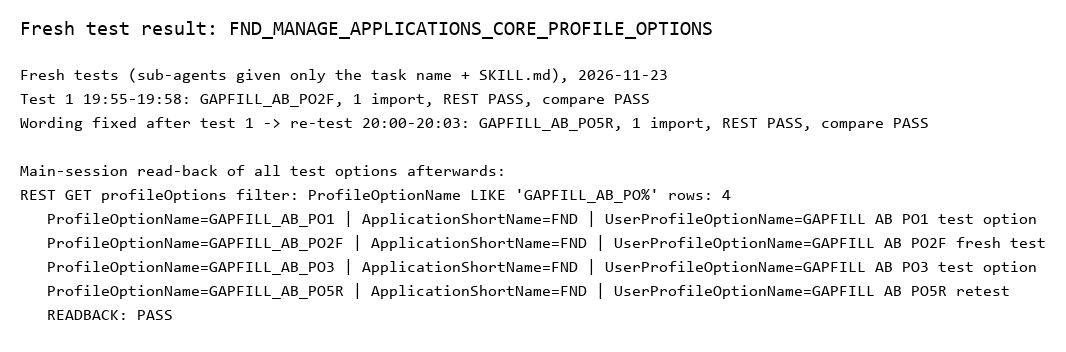 Fresh test result: FND_MANAGE_APPLICATIONS_CORE_PROFILE_OPTIONS
Fresh tests (sub-agents given only the task name + SKILL.md), 2026-11-23
Test 1 19:55-19:58: GAPFILL_AB_PO2F, 1 import, REST PASS, compare PASS
Wording fixed after test 1 -> re-test 20:00-20:03: GAPFILL_AB_PO5R, 1 import, REST PASS, compare PASS
Main-session read-back of all test options afterwards:
REST GET profileOptions filter: ProfileOptionName LIKE 'GAPFILL_AB_PO%' rows: 4
ProfileOptionName=GAPFILL_AB_PO1 | ApplicationShortName=FND | UserProfileOptionName=GAPFILL AB PO1 test option
ProfileOptionName=GAPFILL_AB_PO2F | ApplicationShortName=FND | UserProfileOptionName=GAPFILL AB PO2F fresh test
ProfileOptionName=GAPFILL_AB_PO3 | ApplicationShortName=FND | UserProfileOptionName=GAPFILL AB PO3 test option
ProfileOptionName=GAPFILL_AB_PO5R | ApplicationShortName=FND | UserProfileOptionName=GAPFILL AB PO5R retest
READBACK: PASS